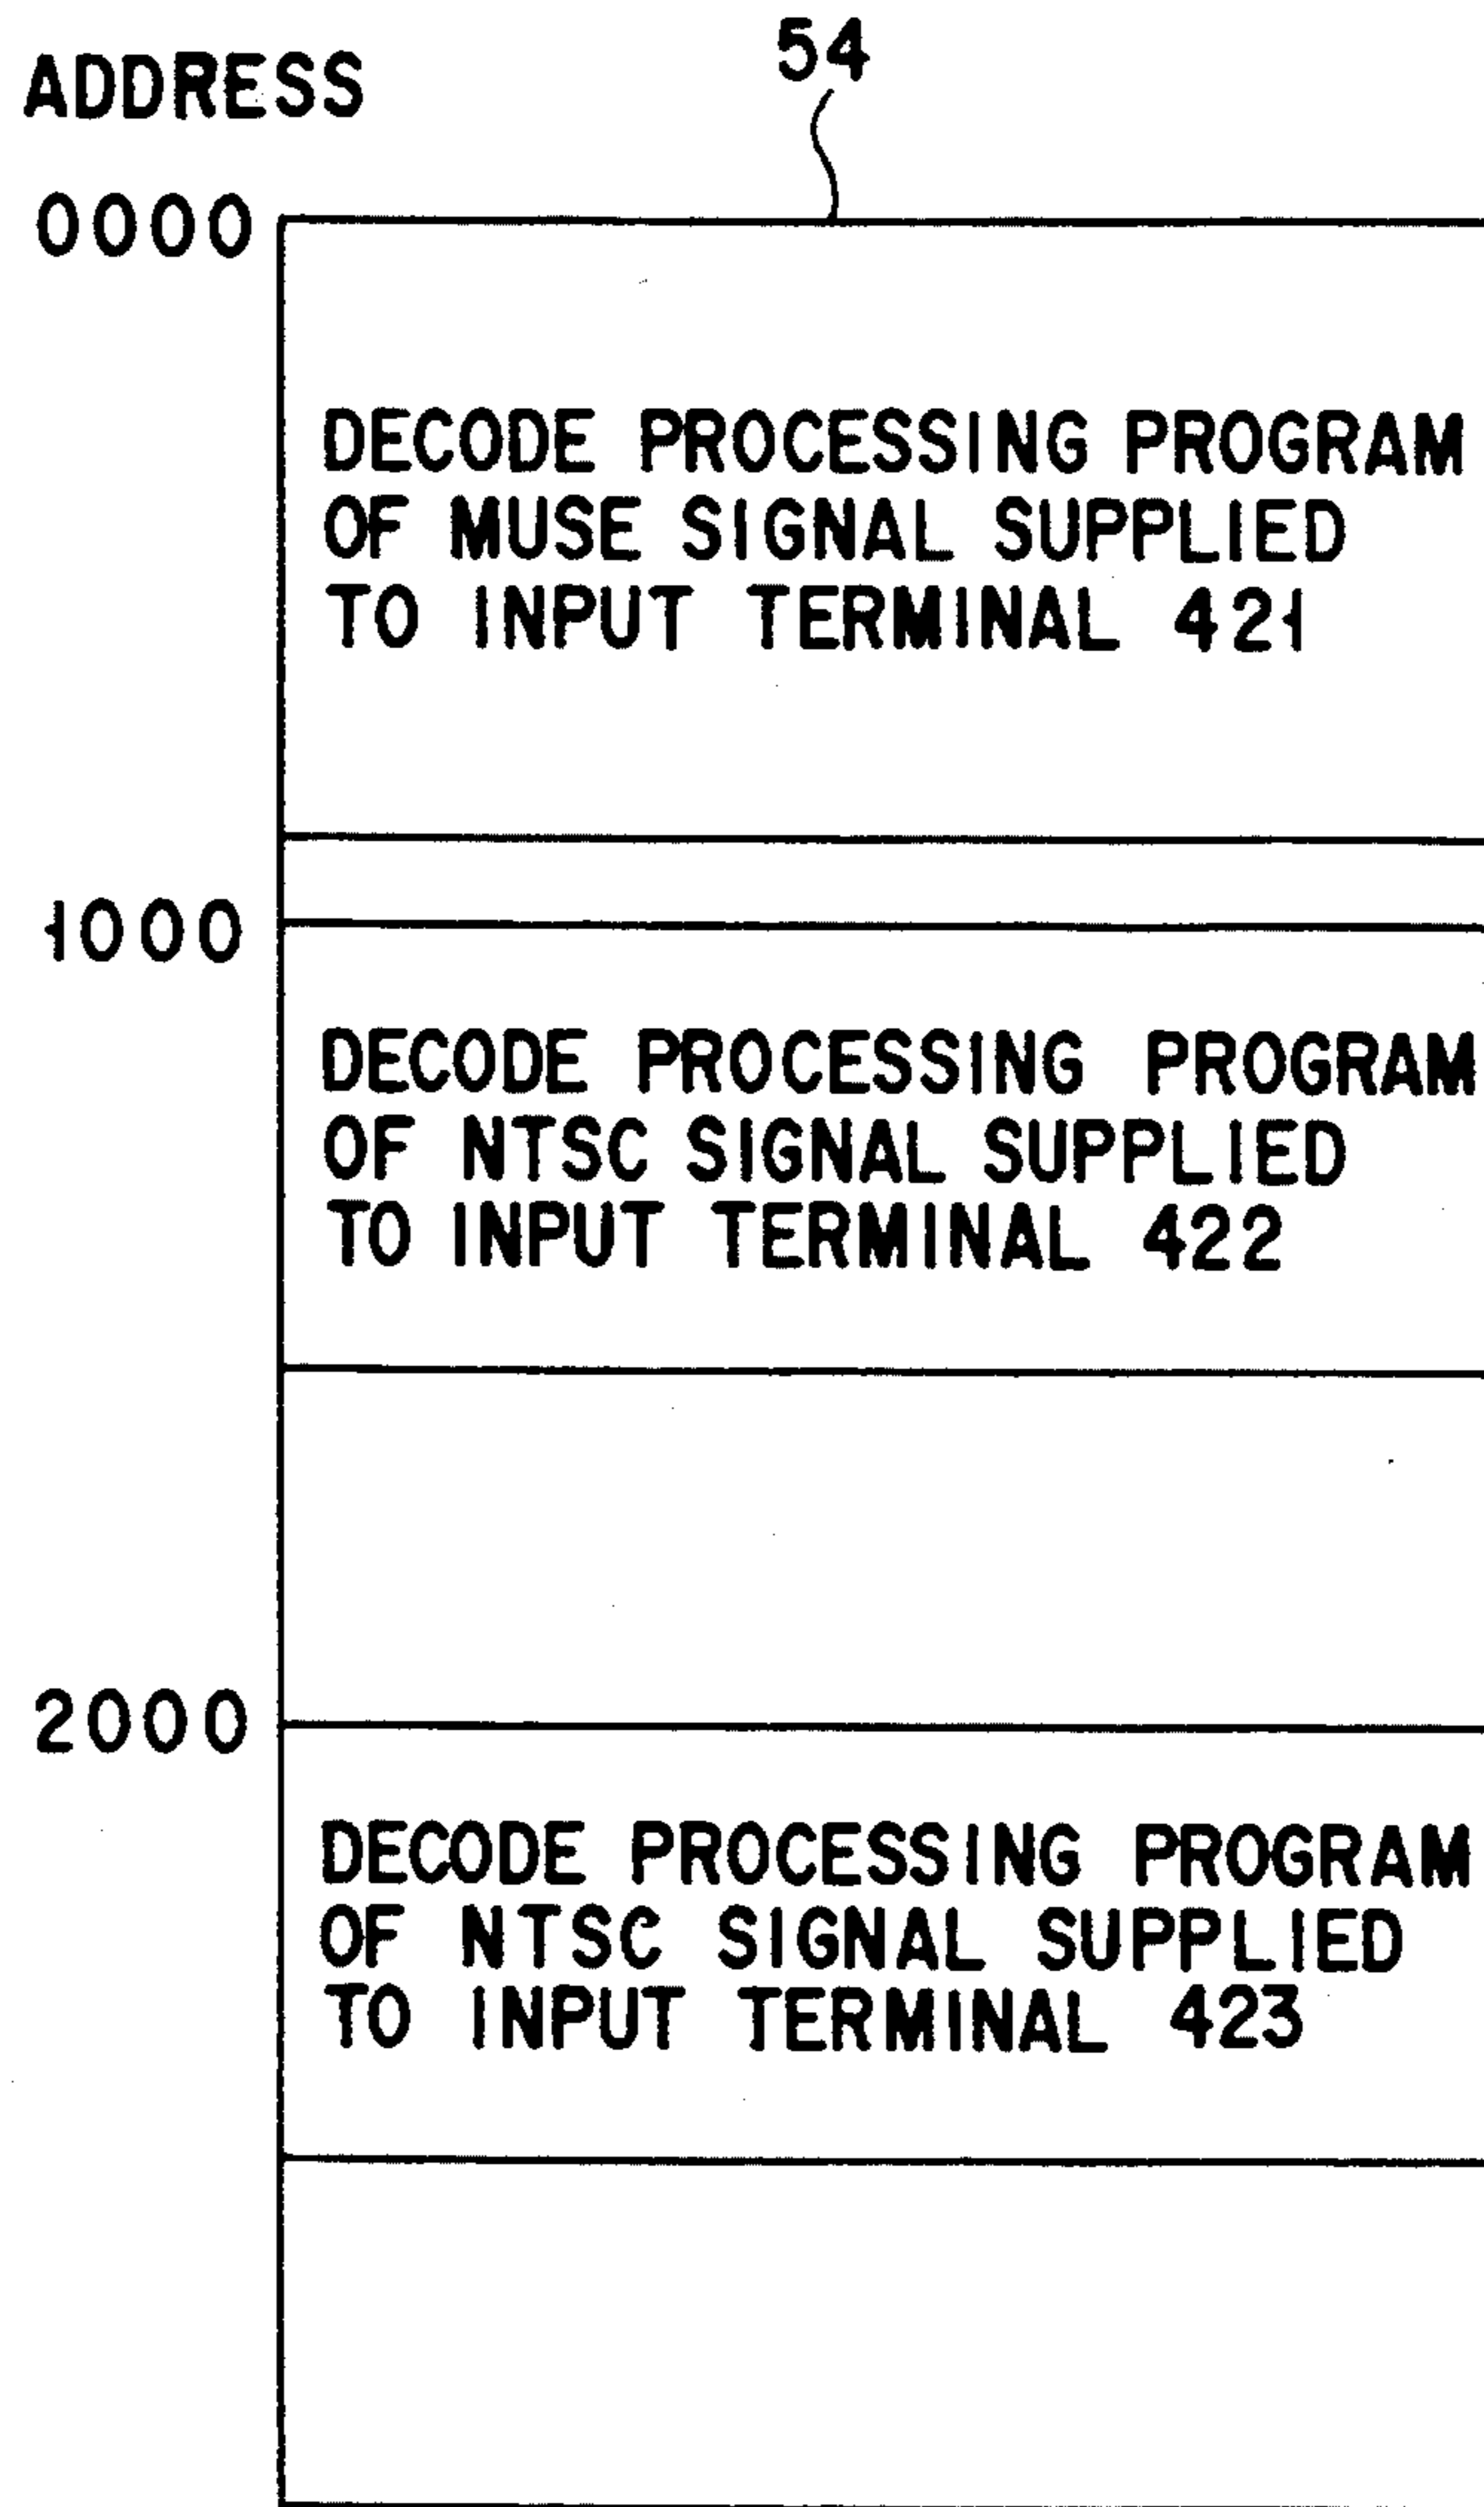 54
ADDRESS
0000
DECODE PROCESSING PROGRAM
OF MUSE SIGNAL SUPPLIED
TO INPUT TERMINAL 421
1000
DECODE PROCESSING PROGRAM
OF NTSC SIGNAL SUPPLIED
TO INPUT TERMINAL 422
2000
DECODE PROCESSING PROGRAM
OF NTSC SIGNAL SUPPLIED
TO INPUT TERMINAL 423